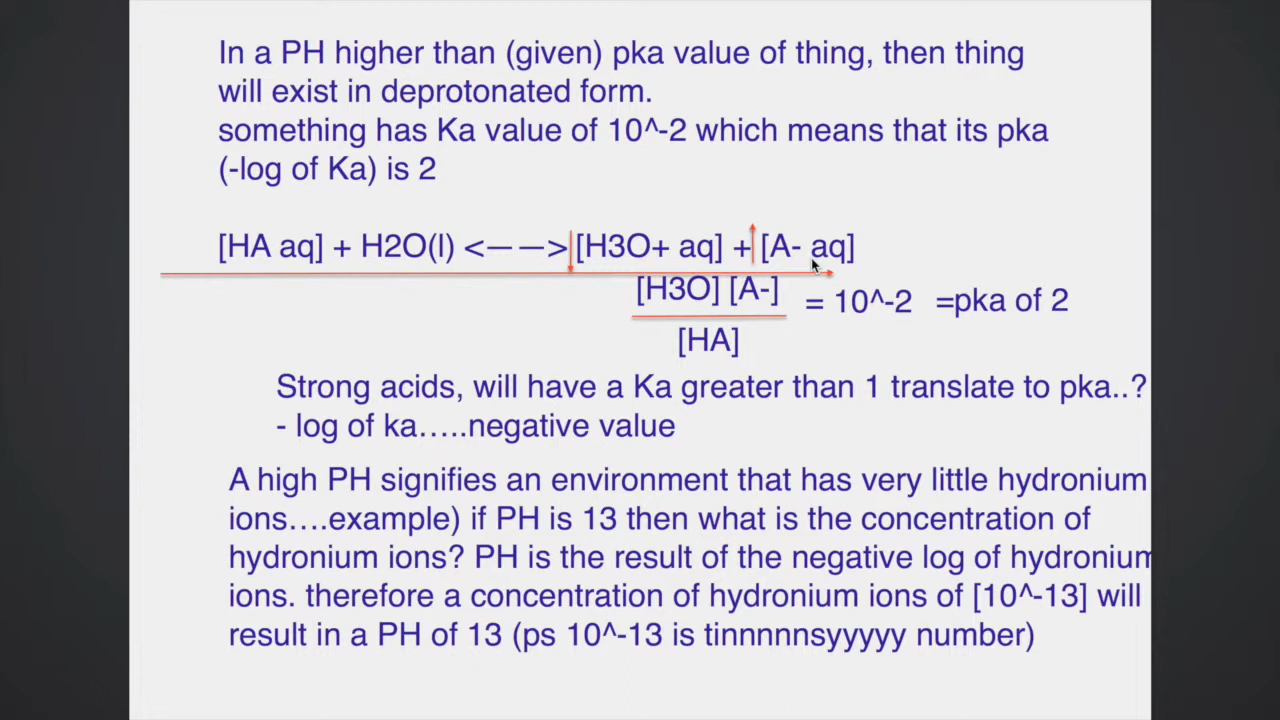 In a PH higher than (given) pka value of thing, then thing
will exist in deprotonated form.
something has Ka value of 10^-2 which means that its pka
(-log of Ka) is 2
[HA aq] + H2O(l) <— —>[H3O+ aq] + [A- aq]
[H3O] [A-]
= 10^-2 =pka of 2
[HA]
Strong acids, will have a Ka greater than 1 translate to pka..?
- log of ka…..negative value
A high PH signifies an environment that has very little hydronium
ions….example) if PH is 13 then what is the concentration of
hydronium ions? PH is the result of the negative log of hydronium
ions. therefore a concentration of hydronium ions of [10^-13] will
result in a PH of 13 (ps 10^-13 is tinnnnnsyyyyy number)